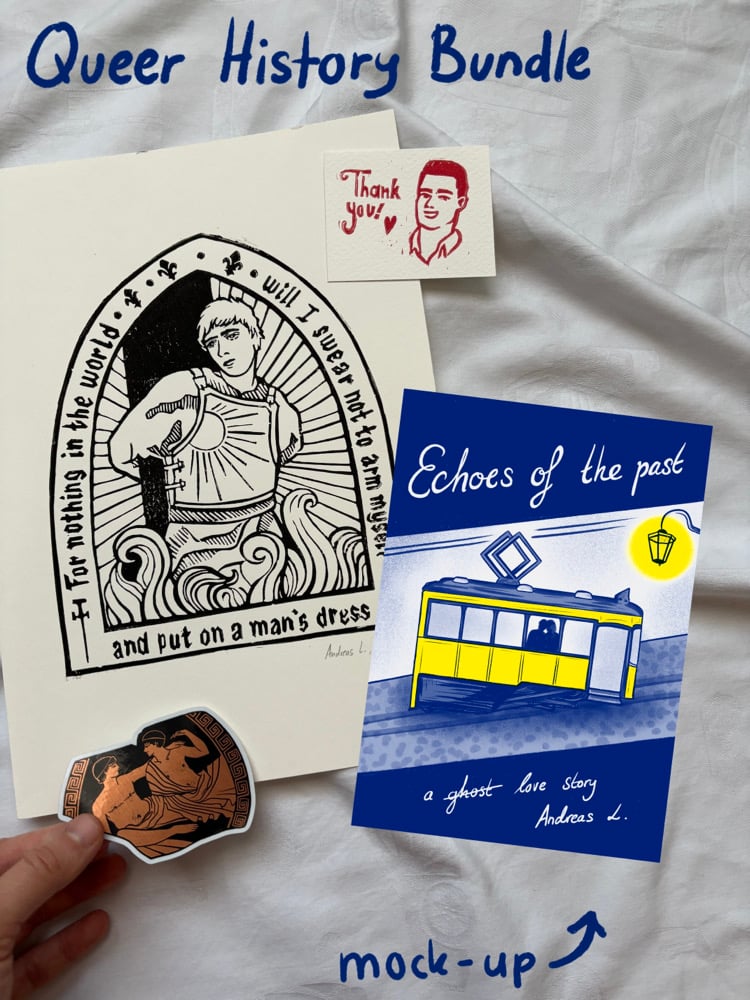 Queer History Bundle
Thank
you!
For nothing in the world will I swear not to arm myself
and put on a man's dress
Andreas L.
Echoes of the past
a ghost love story
Andreas L.
mock-up